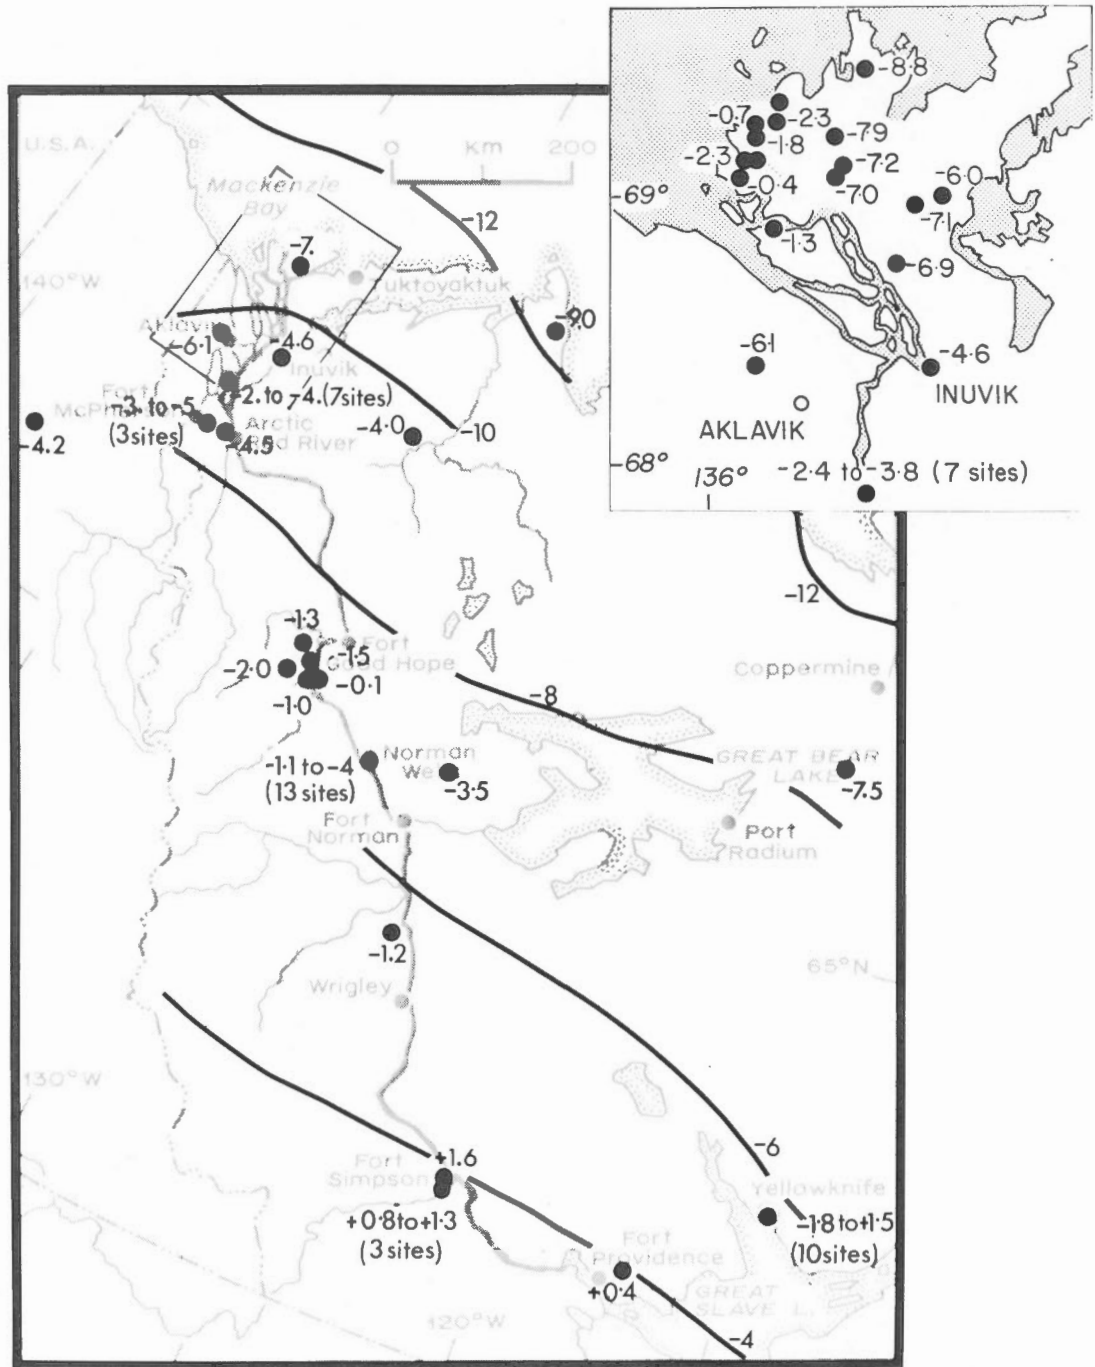 U.S.A.
0 Km 200
Mackenzie
Bay
-12
-7.
140°W
Tuktoyaktuk
Aklavik
-6.1
-4.6
Inuvik
-2. to -4. (7 sites)
Fort
McPherson
-3. to -5
(3 sites)
Arctic
Red River
-4.5
-4.2
-4.0
-10
-8.8
-0.7
-2.3
-1.8
-7.9
-2.3
-7.2
-0.4
-7.0
-6.0
-69°
-7.1
-1.3
-6.9
-6.1
-4.6
INUVIK
AKLAVIK
-68°
136°
-2.4 to -3.8 (7 sites)
-12
-1.3
Fort
Good Hope
-1.5
-2.0
-0.1
-1.0
Coppermine
-8
Norman
Wells
-1.1 to -4
(13 sites)
-3.5
GREAT BEAR
LAKE
-7.5
Fort
Norman
Port
Radium
-1.2
65°N
Wrigley
130°W
-6
Fort
Simpson
+1.6
Yellowknife
+0.8 to +1.3
(3 sites)
-1.8 to +1.5
(10 sites)
Fort
Providence
+0.4
GREAT
SLAVE L.
120°W
-4